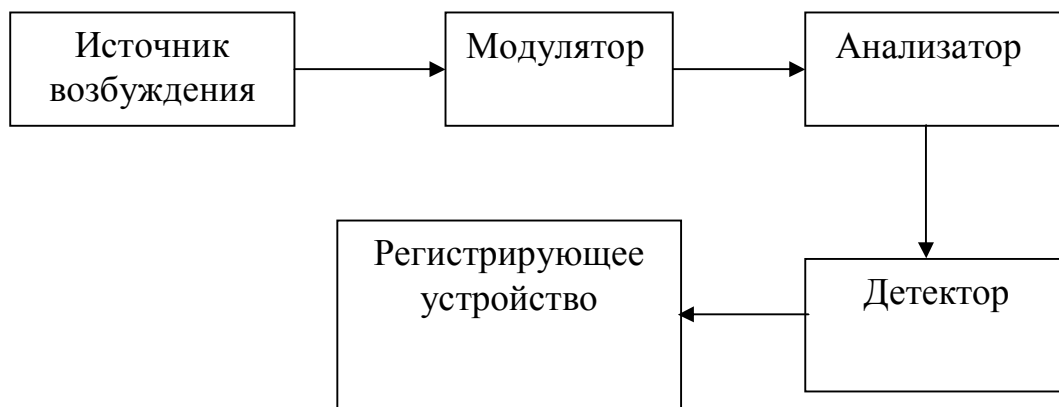 Источник
возбуждения
Модулятор
Анализатор
Регистрирующее
устройство
Детектор